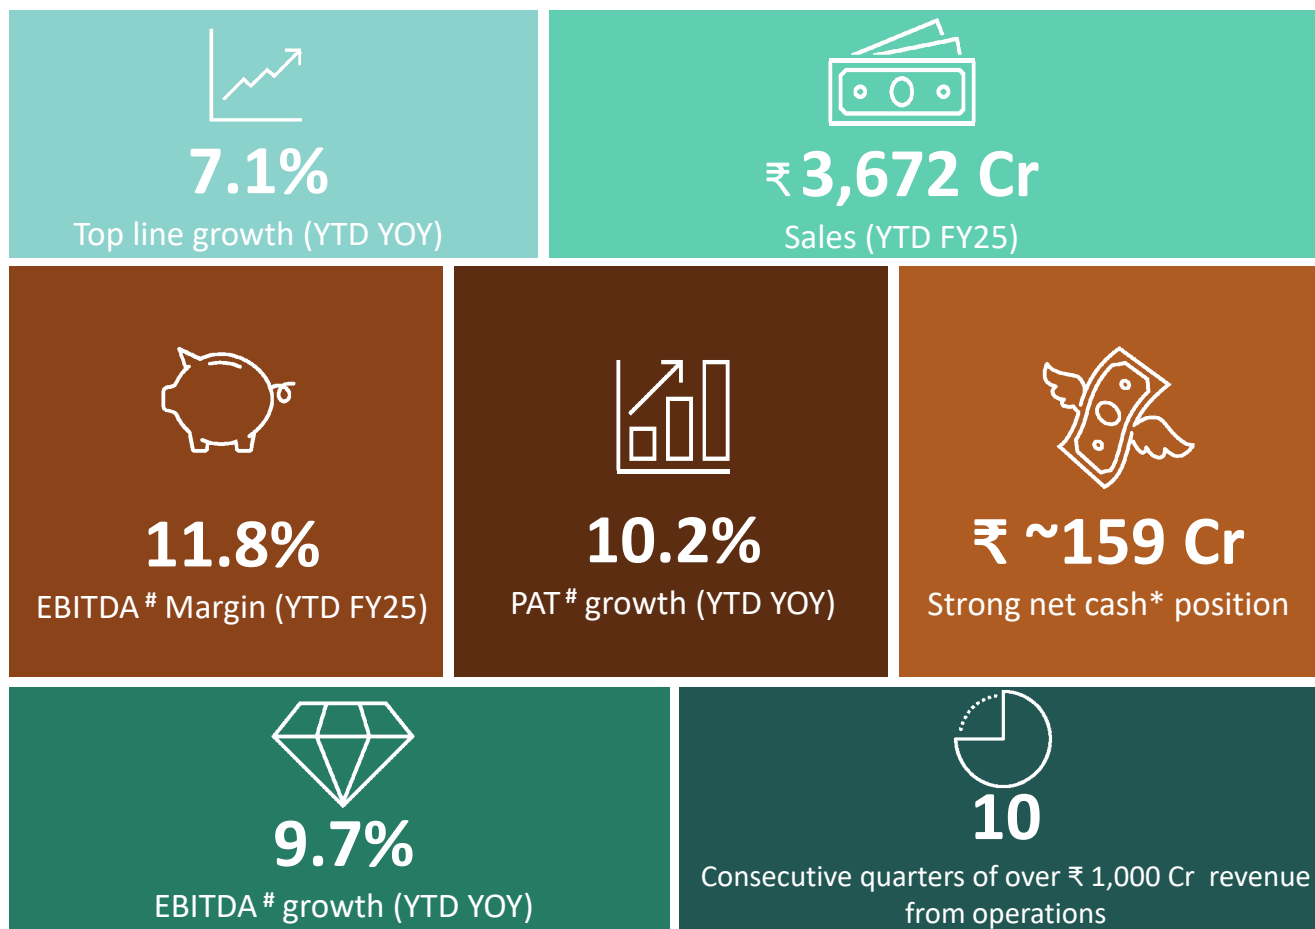 7.1%
Top line growth (YTD YOY)
₹ 3,672 Cr
Sales (YTD FY25)
11.8%
EBITDA # Margin (YTD FY25)
10.2%
PAT # growth (YTD YOY)
₹ ~159 Cr
Strong net cash* position
9.7%
EBITDA # growth (YTD YOY)
10
Consecutive quarters of over ₹ 1,000 Cr revenue
from operations